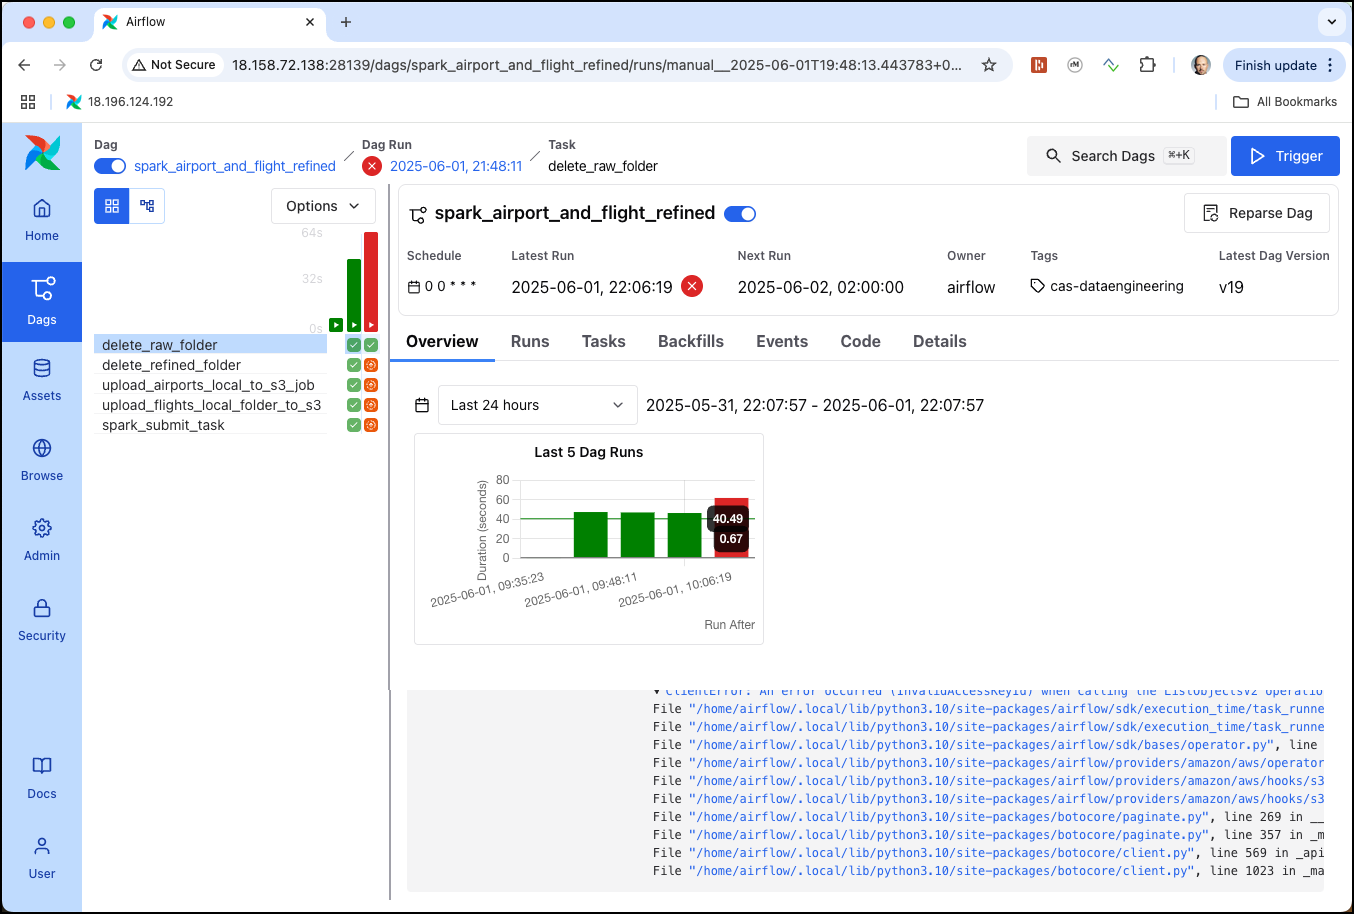 Airflow
Not Secure
18.158.72.138:28139/dags/spark_airport_and_flight_refined/runs/manual__2025-06-01T19:48:13.443783+0...
Finish update
18.196.124.192
All Bookmarks
Dag
spark_airport_and_flight_refined
Dag Run
2025-06-01, 21:48:11
Task
delete_raw_folder
Search Dags
⌘+K
Trigger
Home
Dags
Assets
Browse
Admin
Security
Docs
User
Options
64s
32s
0s
delete_raw_folder
delete_refined_folder
upload_airports_local_to_s3_job
upload_flights_local_folder_to_s3
spark_submit_task
spark_airport_and_flight_refined
Reparse Dag
Schedule
Latest Run
Next Run
Owner
Tags
Latest Dag Version
0 0 * * *
2025-06-01, 22:06:19
2025-06-02, 02:00:00
airflow
cas-dataengineering
v19
Overview
Runs
Tasks
Backfills
Events
Code
Details
Last 24 hours
2025-05-31, 22:07:57 - 2025-06-01, 22:07:57
Last 5 Dag Runs
Duration (seconds)
80
60
40
20
0
40.49
0.67
2025-06-01, 09:35:23
2025-06-01, 09:48:11
2025-06-01, 10:06:19
Run After
ClientError: An error occurred (InvalidAccessKeyId) when calling the ListObjectsV2 operatio
File "/home/airflow/.local/lib/python3.10/site-packages/airflow/sdk/execution_time/task_runne
File "/home/airflow/.local/lib/python3.10/site-packages/airflow/sdk/execution_time/task_runne
File "/home/airflow/.local/lib/python3.10/site-packages/airflow/sdk/bases/operator.py", line
File "/home/airflow/.local/lib/python3.10/site-packages/airflow/providers/amazon/aws/operator
File "/home/airflow/.local/lib/python3.10/site-packages/airflow/providers/amazon/aws/hooks/s3
File "/home/airflow/.local/lib/python3.10/site-packages/airflow/providers/amazon/aws/hooks/s3
File "/home/airflow/.local/lib/python3.10/site-packages/botocore/paginate.py", line 269 in __
File "/home/airflow/.local/lib/python3.10/site-packages/botocore/paginate.py", line 357 in _m
File "/home/airflow/.local/lib/python3.10/site-packages/botocore/client.py", line 569 in _api
File "/home/airflow/.local/lib/python3.10/site-packages/botocore/client.py", line 1023 in _ma